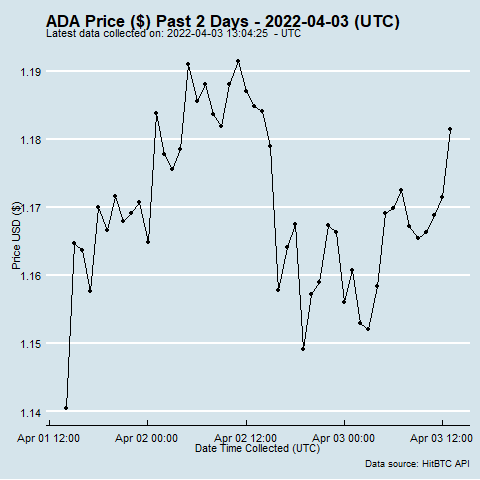 ADA Price ($) Past 2 Days - 2022-04-03 (UTC)
Latest data collected on: 2022-04-03 13:04:25 - UTC
1.19
1.18
1.17
1.16
1.15
1.14
Price USD ($)
Apr 01 12:00 Apr 02 00:00 Apr 02 12:00 Apr 03 00:00 Apr 03 12:00
Date Time Collected (UTC)
Data source: HitBTC API